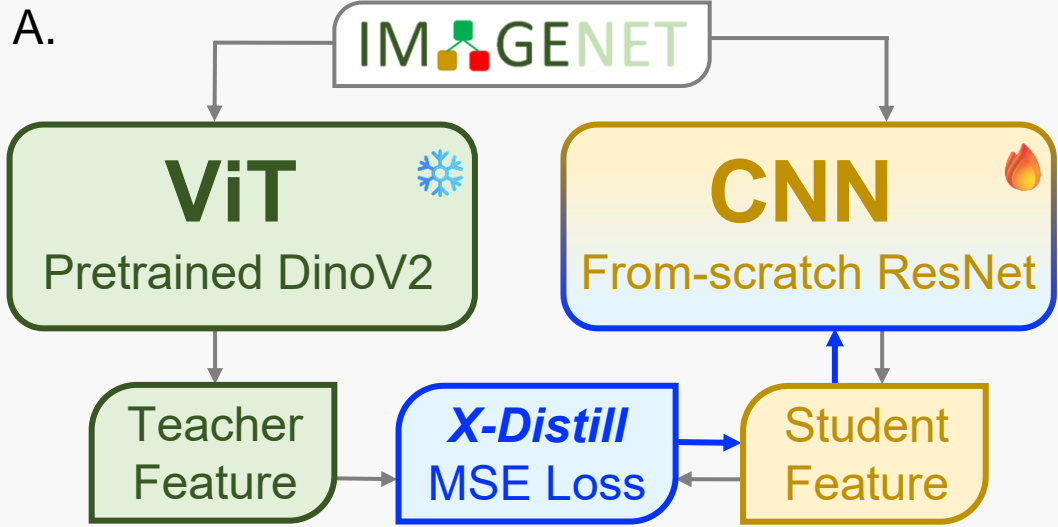 A.
IMAGENET
ViT
Pretrained DinoV2
CNN
From-scratch ResNet
Teacher
Feature
X-Distill
MSE Loss
Student
Feature